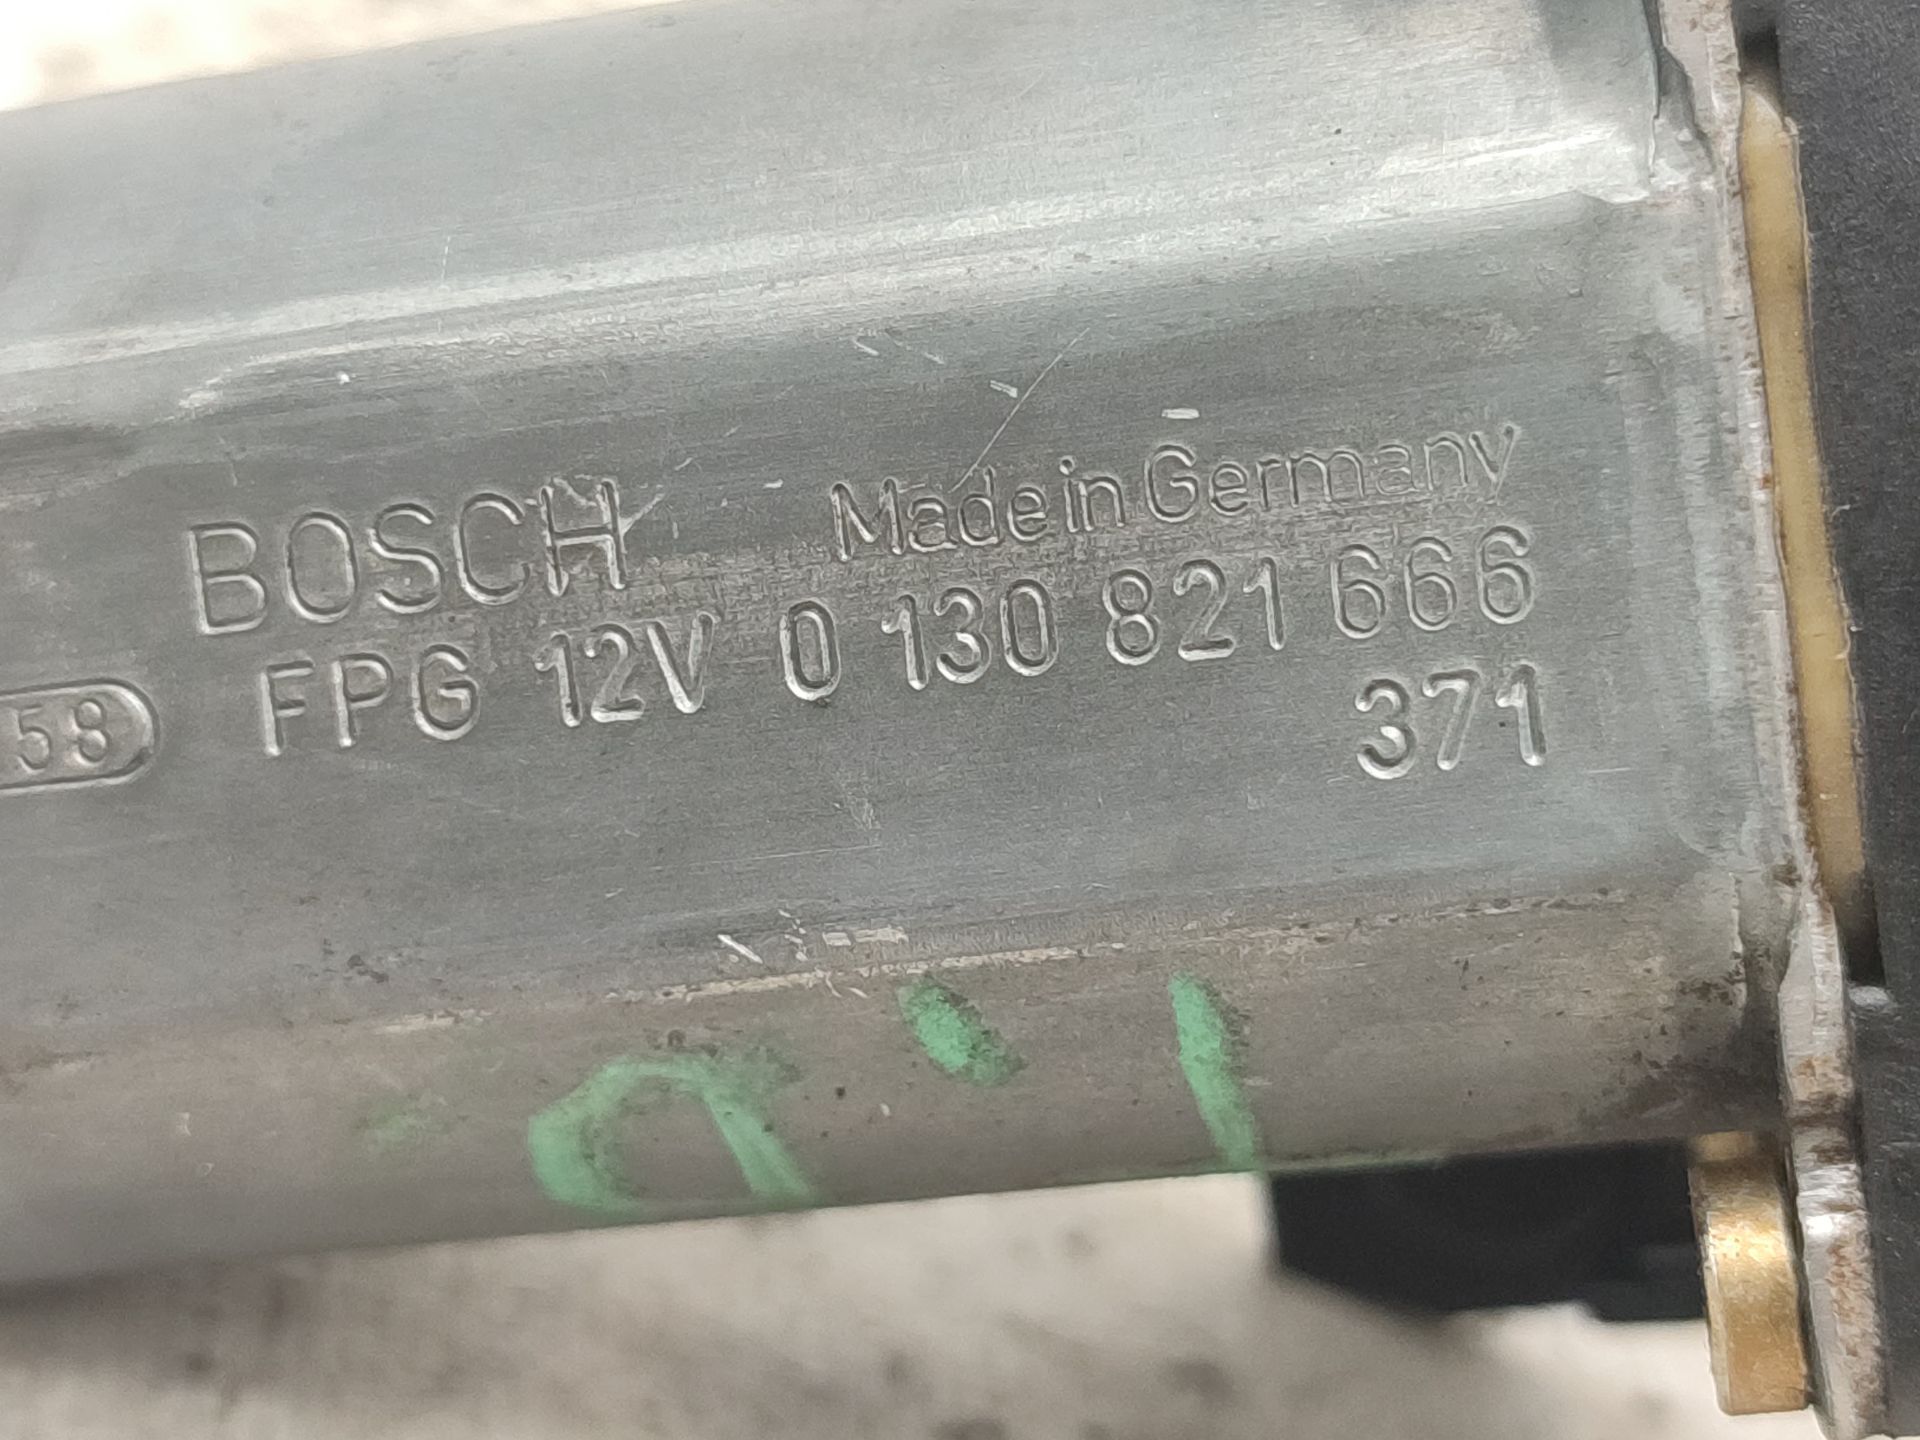 BOSCH Made in Germany
58 FPG 12V 0 130 821 666
371